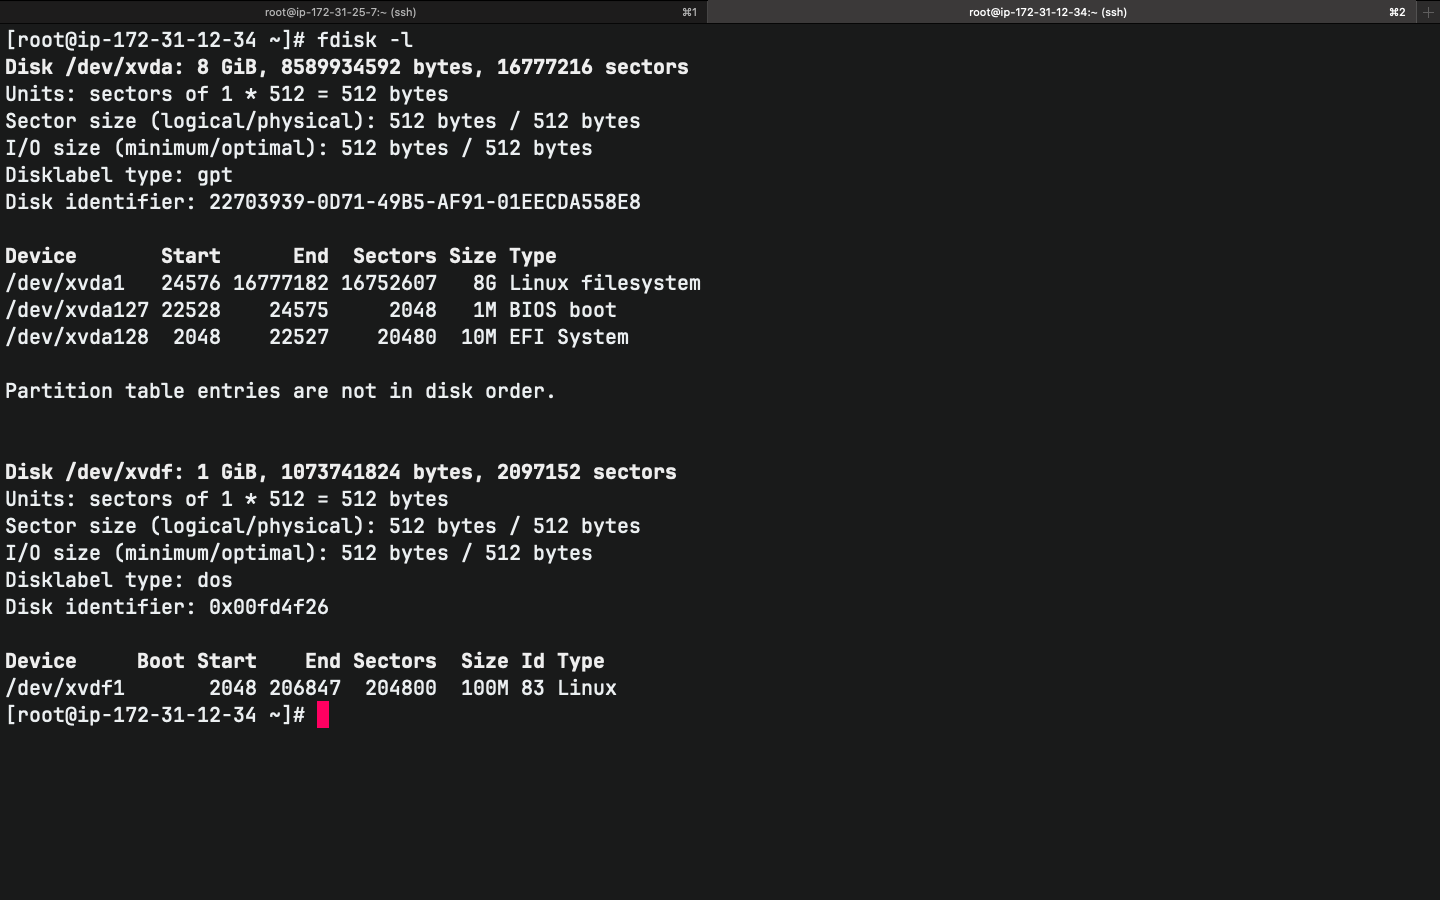 root@ip-172-31-25-7:~ (ssh) ⌘1 root@ip-172-31-12-34:~ (ssh) ⌘2 +
[root@ip-172-31-12-34 ~]# fdisk -l
Disk /dev/xvda: 8 GiB, 8589934592 bytes, 16777216 sectors
Units: sectors of 1 * 512 = 512 bytes
Sector size (logical/physical): 512 bytes / 512 bytes
I/O size (minimum/optimal): 512 bytes / 512 bytes
Disklabel type: gpt
Disk identifier: 22703939-0D71-49B5-AF91-01EECDA558E8
Device       Start      End  Sectors Size Type
/dev/xvda1   24576 16777182 16752607   8G Linux filesystem
/dev/xvda127 22528    24575     2048   1M BIOS boot
/dev/xvda128  2048    22527    20480  10M EFI System
Partition table entries are not in disk order.
Disk /dev/xvdf: 1 GiB, 1073741824 bytes, 2097152 sectors
Units: sectors of 1 * 512 = 512 bytes
Sector size (logical/physical): 512 bytes / 512 bytes
I/O size (minimum/optimal): 512 bytes / 512 bytes
Disklabel type: dos
Disk identifier: 0x00fd4f26
Device     Boot Start    End Sectors  Size Id Type
/dev/xvdf1       2048 206847  204800  100M 83 Linux
[root@ip-172-31-12-34 ~]#